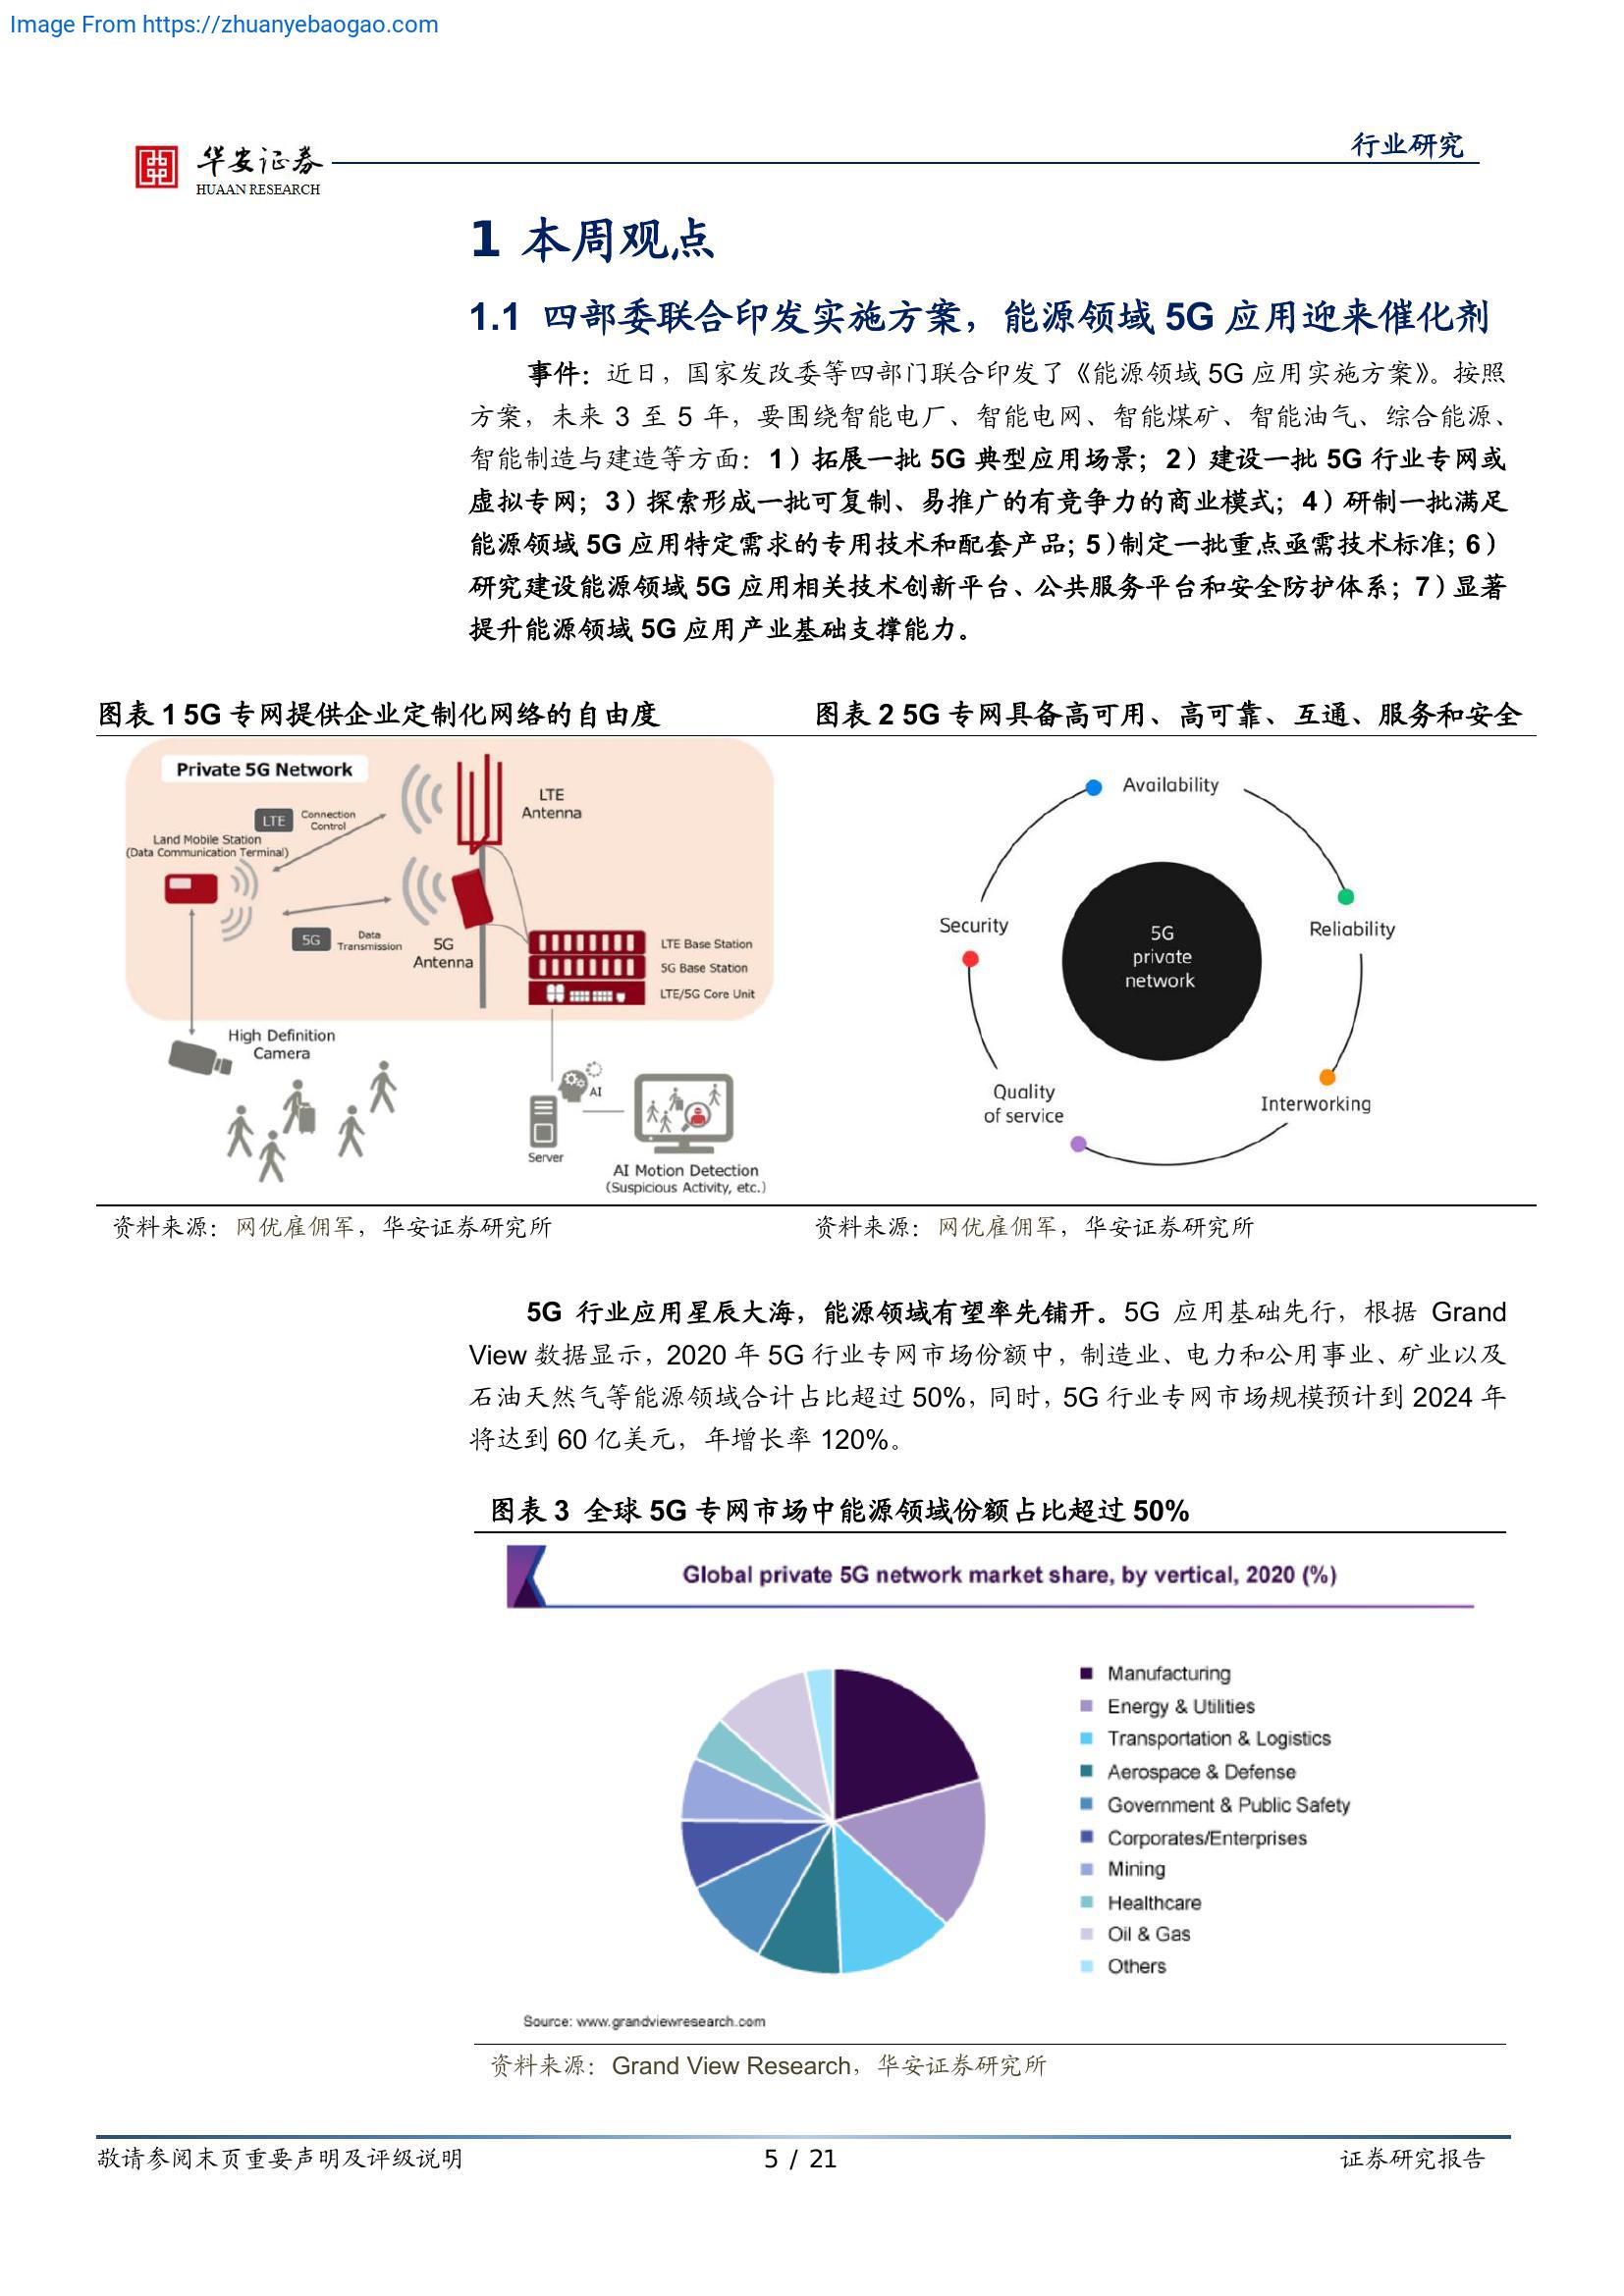 Image From https://zhuanyebaogao.com
华安证券
HUAAN RESEARCH
行业研究
1 本周观点
1.1 四部委联合印发实施方案，能源领域 5G 应用迎来催化剂
事件：近日，国家发改委等四部门联合印发了《能源领域 5G 应用实施方案》。按照
方案，未来 3 至 5 年，要围绕智能电厂、智能电网、智能煤矿、智能油气、综合能源、
智能制造与建造等方面：1）拓展一批 5G 典型应用场景；2）建设一批 5G 行业专网或
虚拟专网；3）探索形成一批可复制、易推广的有竞争力的商业模式；4）研制一批满足
能源领域 5G 应用特定需求的专用技术和配套产品；5）制定一批重点亟需技术标准；6）
研究建设能源领域 5G 应用相关技术创新平台、公共服务平台和安全防护体系；7）显著
提升能源领域 5G 应用产业基础支撑能力。
图表 1 5G 专网提供企业定制化网络的自由度
Private 5G Network
LTE
Connection
Control
LTE
Antenna
Land Mobile Station
(Data Communication Terminal)
5G
Data
Transmission
5G
Antenna
LTE Base Station
5G Base Station
LTE/5G Core Unit
High Definition
Camera
AI
Server
AI Motion Detection
(Suspicious Activity, etc.)
资料来源：网优雇佣军，华安证券研究所
图表 2 5G 专网具备高可用、高可靠、互通、服务和安全
Availability
Security
Reliability
5G
private
network
Quality
of service
Interworking
资料来源：网优雇佣军，华安证券研究所
5G 行业应用星辰大海，能源领域有望率先铺开。5G 应用基础先行，根据 Grand
View 数据显示，2020 年 5G 行业专网市场份额中，制造业、电力和公用事业、矿业以及
石油天然气等能源领域合计占比超过 50%，同时，5G 行业专网市场规模预计到 2024 年
将达到 60 亿美元，年增长率 120%。
图表 3 全球 5G 专网市场中能源领域份额占比超过 50%
Global private 5G network market share, by vertical, 2020 (%)
Manufacturing
Energy & Utilities
Transportation & Logistics
Aerospace & Defense
Government & Public Safety
Corporates/Enterprises
Mining
Healthcare
Oil & Gas
Others
Source: www.grandviewresearch.com
资料来源：Grand View Research，华安证券研究所
敬请参阅末页重要声明及评级说明
5 / 21
证券研究报告